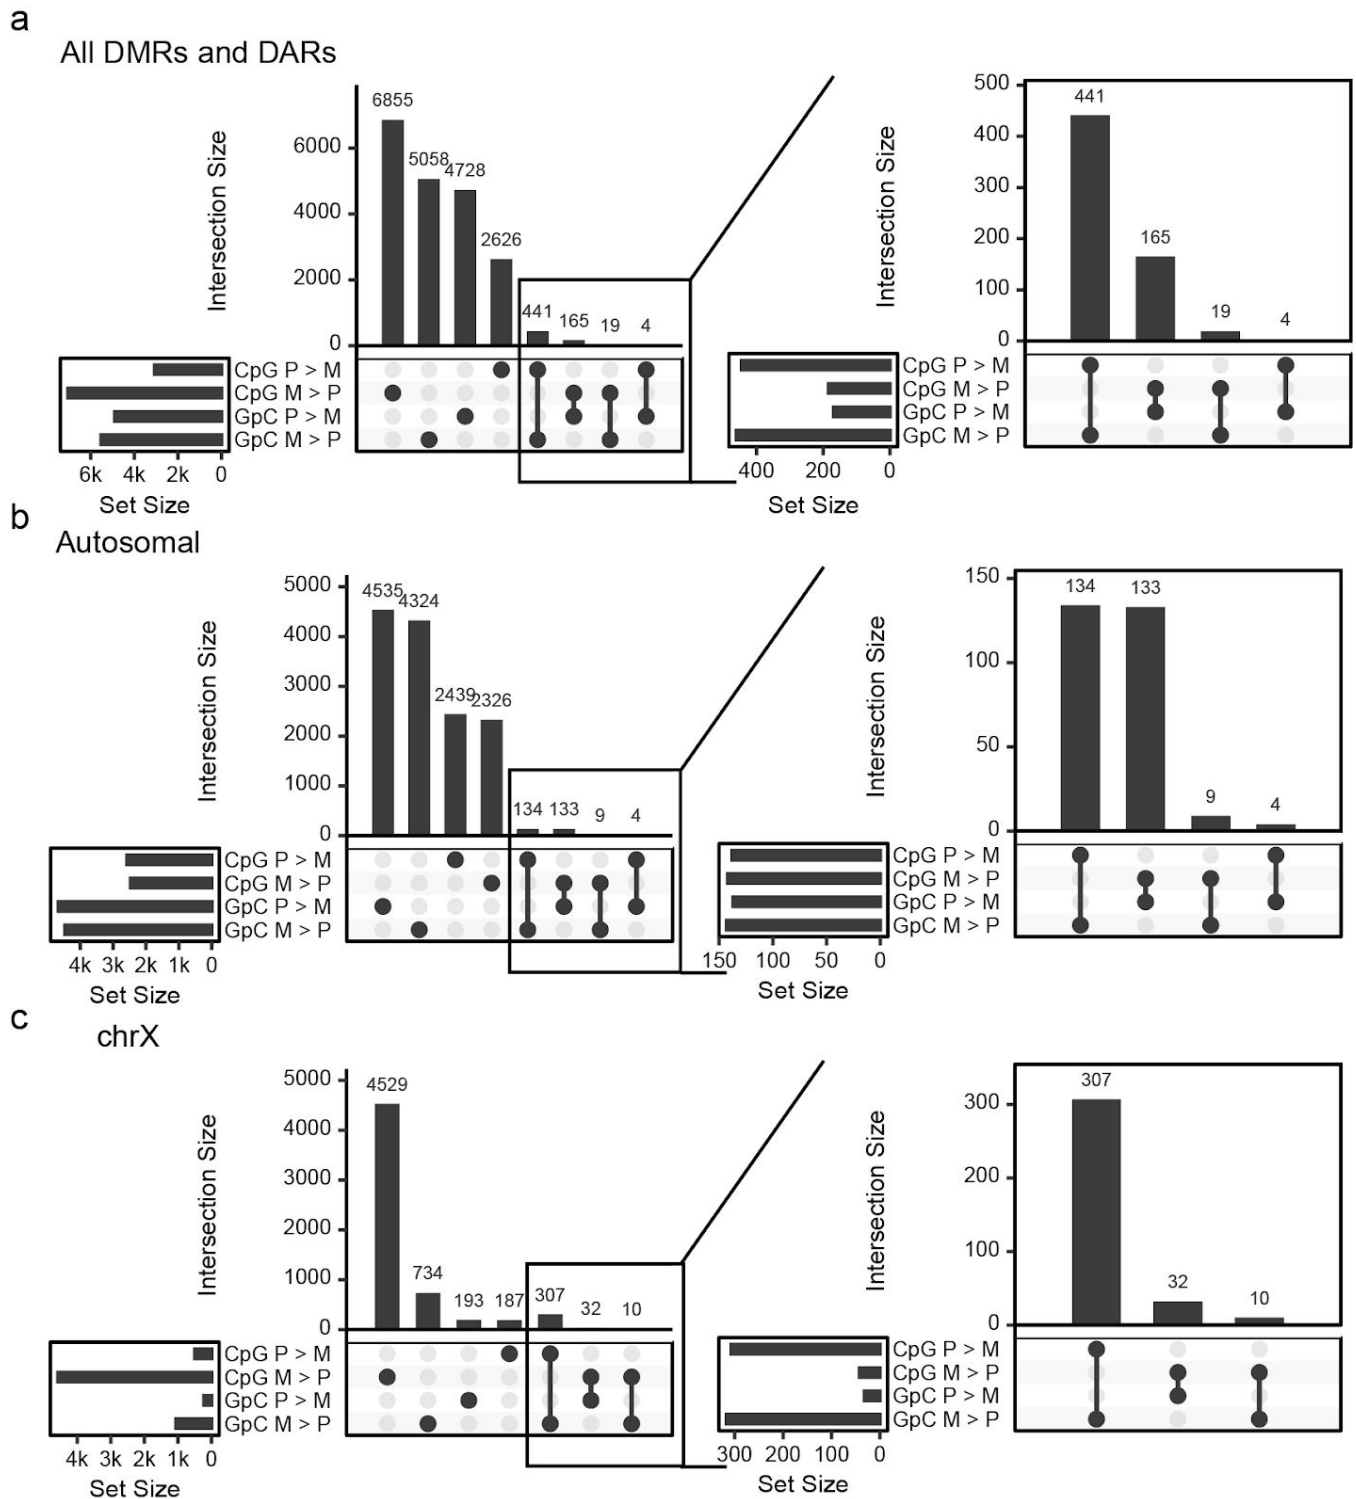 a
All DMRs and DARs
Intersection Size
6000
4000
2000
0
6855
5058
4728
2626
441
165
19
4
CpG P > M
CpG M > P
GpC P > M
GpC M > P
6k 4k 2k 0
Set Size
Intersection Size
500
400
300
200
100
0
441
165
19
4
CpG P > M
CpG M > P
GpC P > M
GpC M > P
400 200 0
Set Size
b
Autosomal
Intersection Size
5000
4000
3000
2000
1000
0
4535
4324
2439
2326
134
133
9
4
CpG P > M
CpG M > P
GpC P > M
GpC M > P
4k 3k 2k 1k 0
Set Size
Intersection Size
150
100
50
0
134
133
9
4
CpG P > M
CpG M > P
GpC P > M
GpC M > P
150 100 50 0
Set Size
c
chrX
Intersection Size
5000
4000
3000
2000
1000
0
4529
734
193
187
307
32
10
CpG P > M
CpG M > P
GpC P > M
GpC M > P
4k 3k 2k 1k 0
Set Size
Intersection Size
300
200
100
0
307
32
10
CpG P > M
CpG M > P
GpC P > M
GpC M > P
300 200 100 0
Set Size